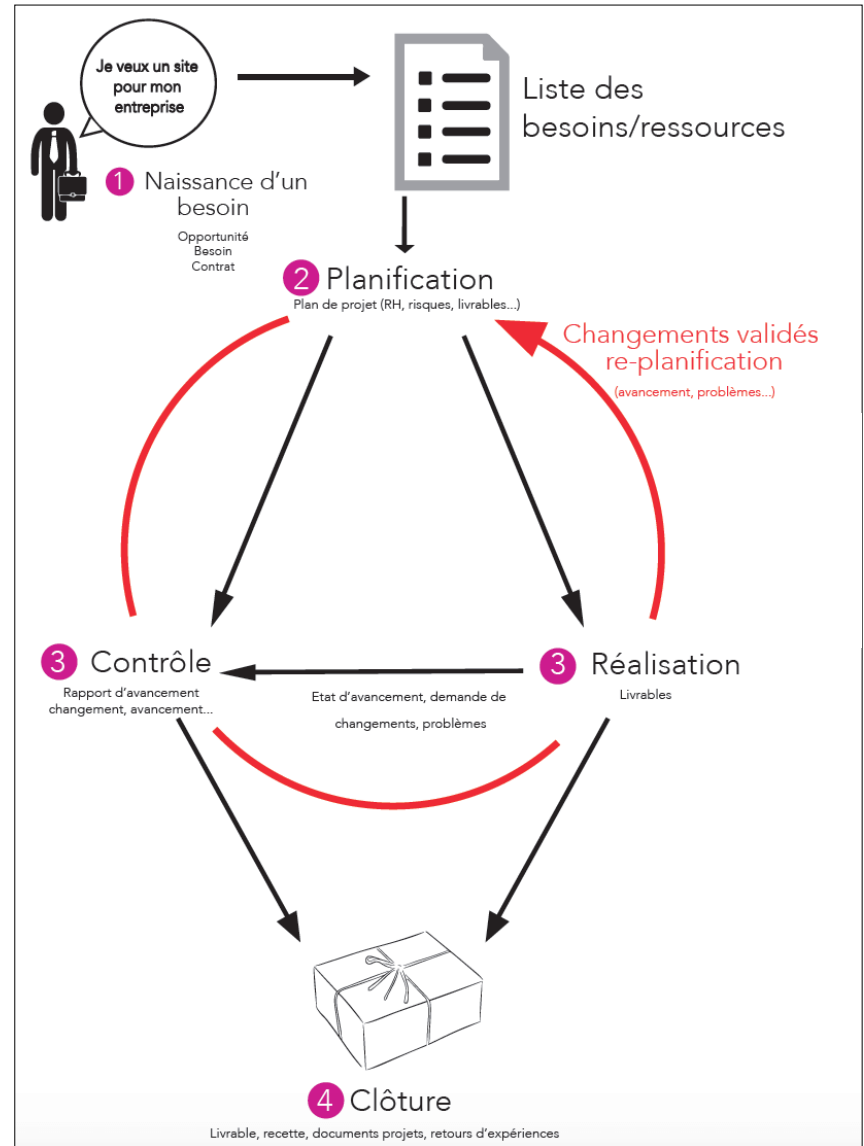 Je veux un site
pour mon
entreprise
Liste des
besoins/ressources
1 Naissance d'un
besoin
Opportunité
Besoin
Contrat
2 Planification
Plan de projet (RH, risques, livrables...)
Changements validés
re-planification
(avancement, problèmes...)
3 Contrôle
Rapport d'avancement
changement, avancement...
Etat d'avancement, demande de
changements, problèmes
3 Réalisation
Livrables
4 Clôture
Livrable, recette, documents projets, retours d'expériences